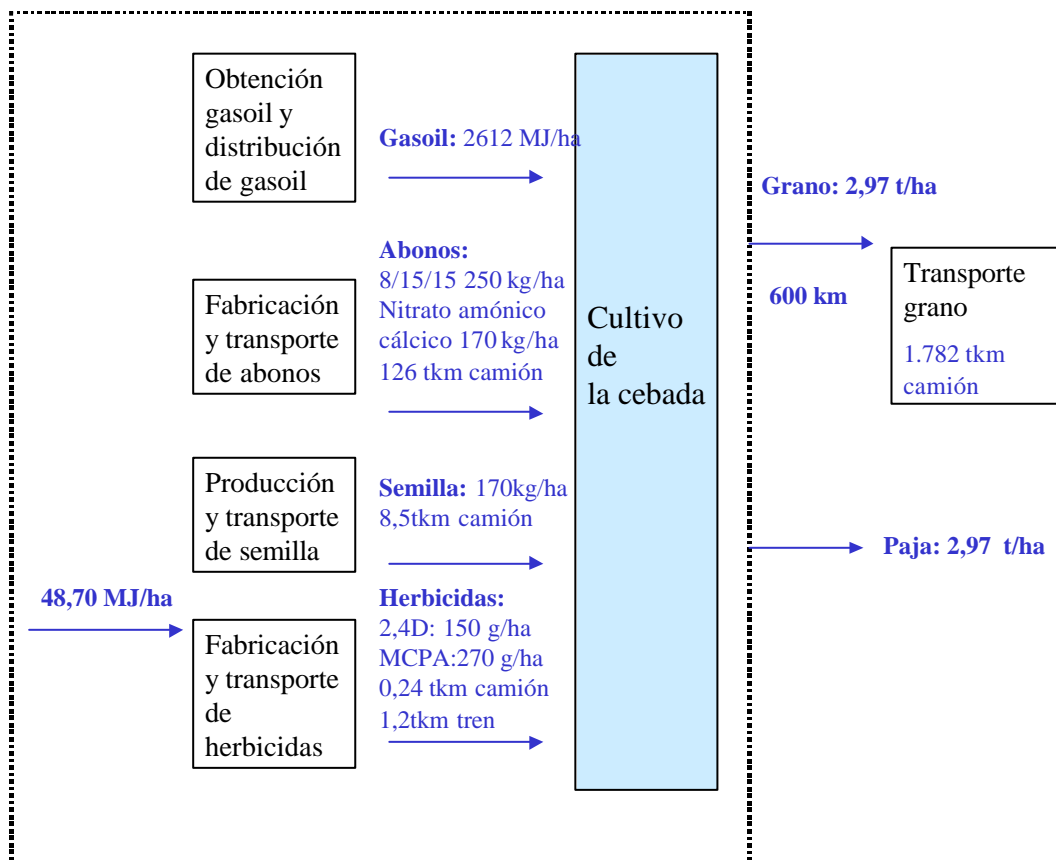 Obtención
gasoil y
distribución
de gasoil
Gasoil: 2612 MJ/ha
Abonos:
8/15/15 250 kg/ha
Nitrato amónico
cálcico 170 kg/ha
126 tkm camión
Fabricación
y transporte
de abonos
Cultivo
de
la cebada
Grano: 2,97 t/ha
600 km
Transporte
grano
1.782 tkm
camión
Producción
y transporte
de semilla
Semilla: 170kg/ha
8,5tkm camión
Paja: 2,97 t/ha
48,70 MJ/ha
Fabricación
y transporte
de
herbicidas
Herbicidas:
2,4D: 150 g/ha
MCPA:270 g/ha
0,24 tkm camión
1,2tkm tren